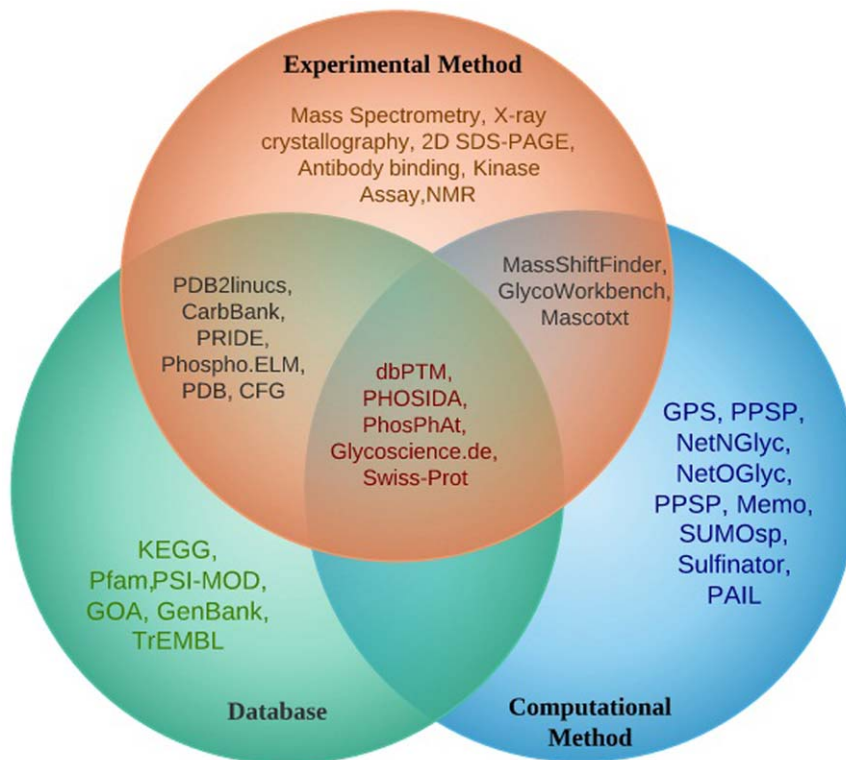 Experimental Method
Mass Spectrometry, X-ray
crystallography, 2D SDS-PAGE,
Antibody binding, Kinase
Assay,NMR
PDB2linucs,
CarbBank,
PRIDE,
Phospho.ELM,
PDB, CFG
MassShiftFinder,
GlycoWorkbench,
Mascotxt
dbPTM,
PHOSIDA,
PhosPhAt,
Glycoscience.de,
Swiss-Prot
GPS, PPSP,
NetNGlyc,
NetOGlyc,
PPSP, Memo,
SUMOsp,
Sulfinator,
PAIL
KEGG,
Pfam,PSI-MOD,
GOA, GenBank,
TrEMBL
Database
Computational
Method